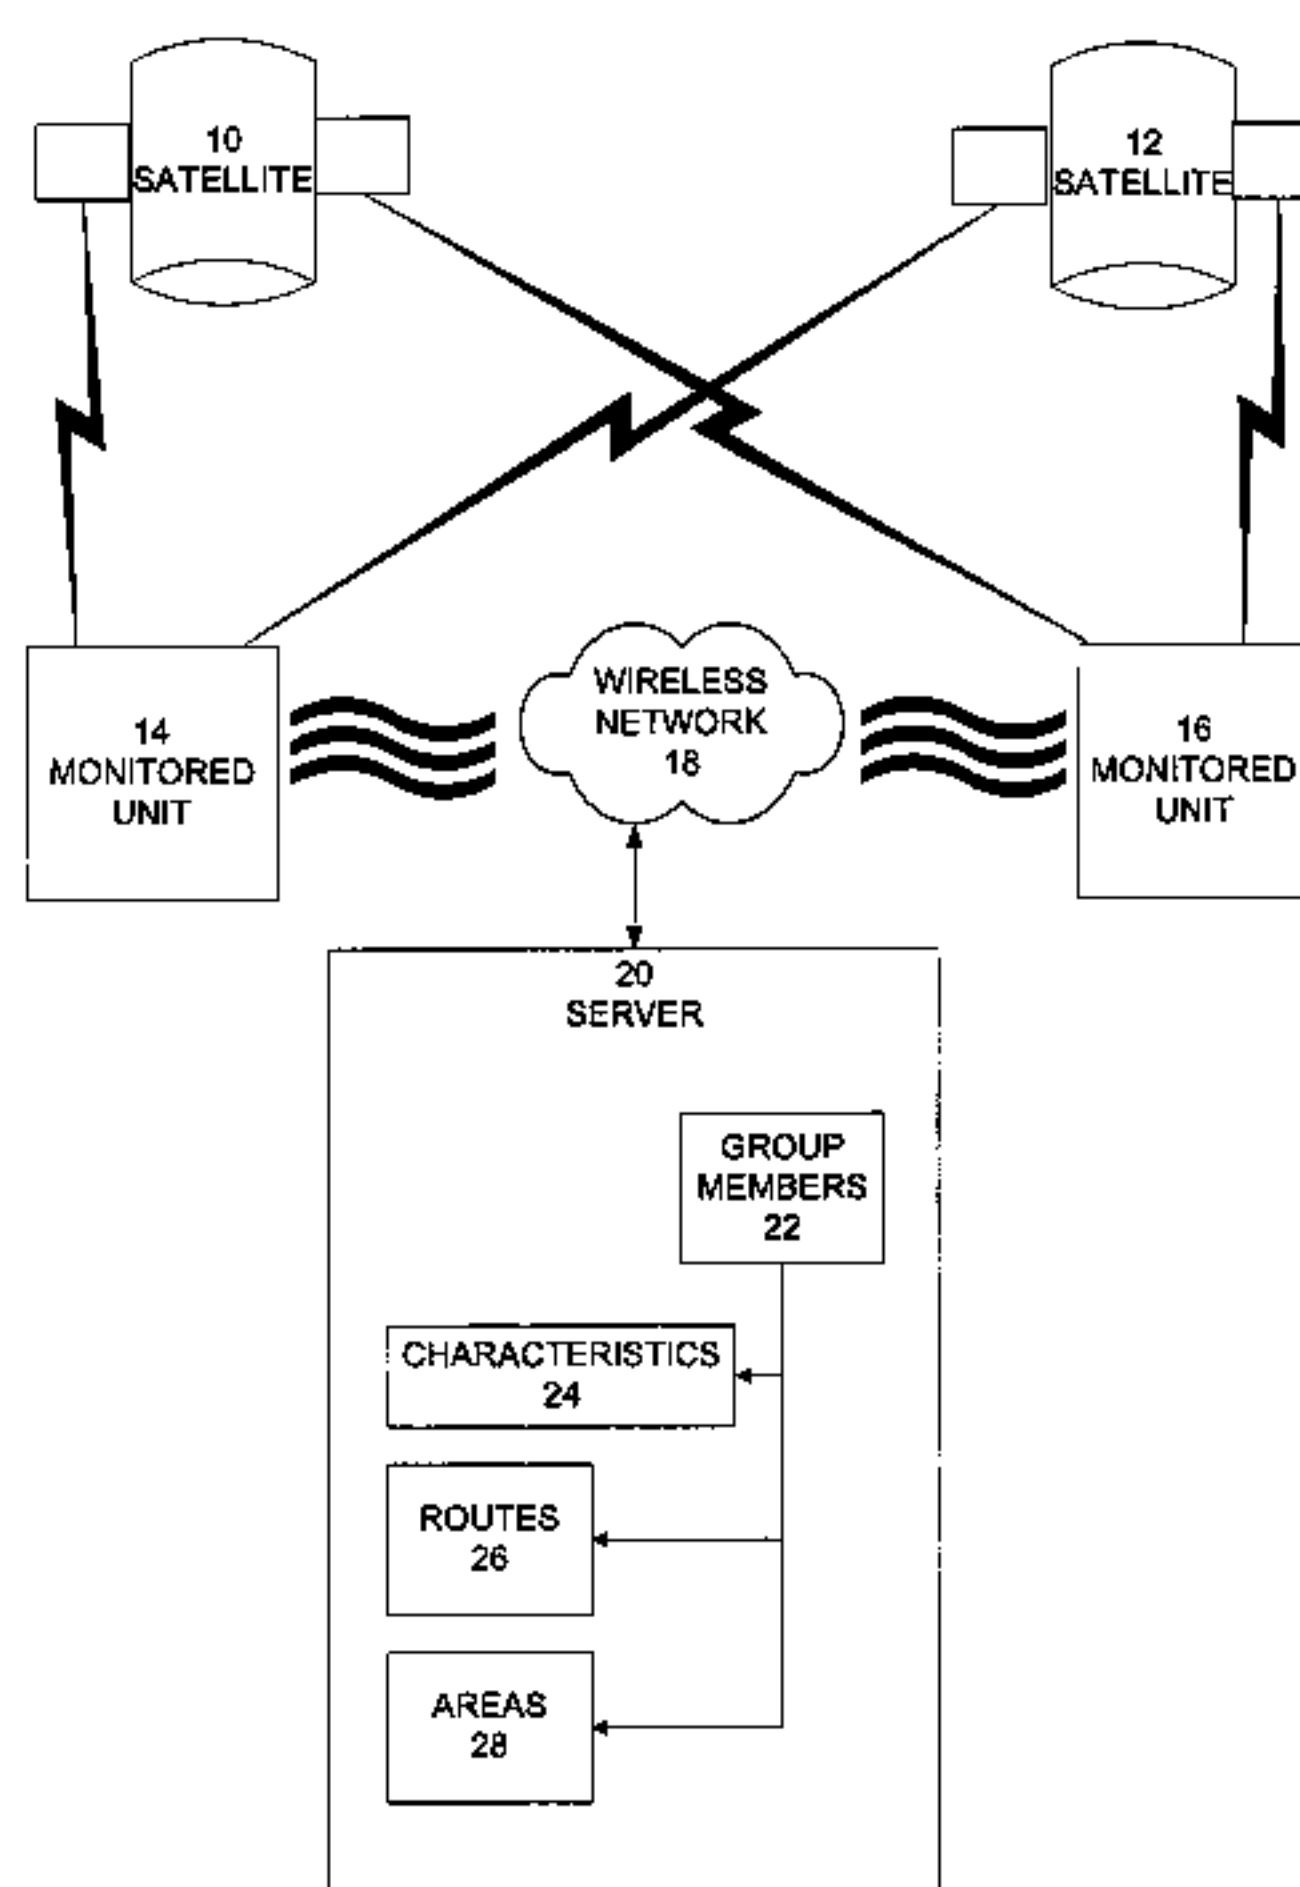 10
SATELLITE
12
SATELLITE
14
MONITORED
UNIT
WIRELESS
NETWORK
18
16
MONITORED
UNIT
20
SERVER
GROUP
MEMBERS
22
CHARACTERISTICS
24
ROUTES
26
AREAS
28